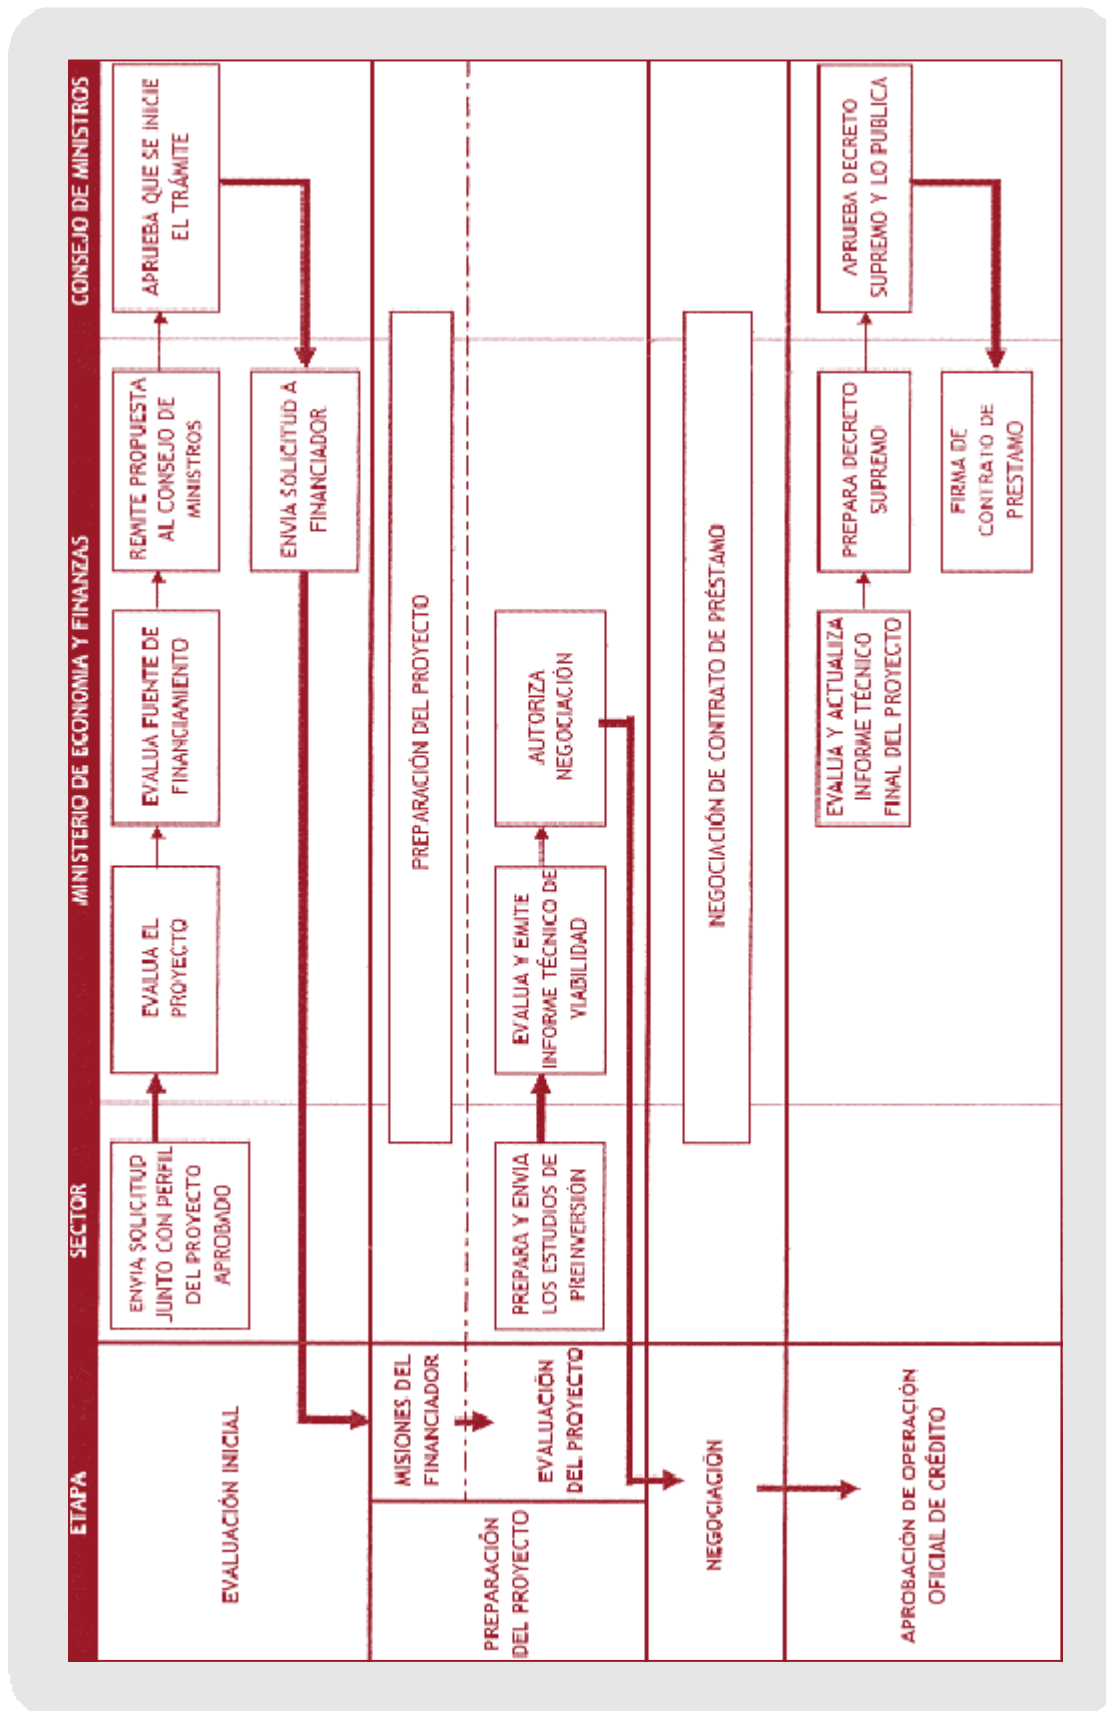 ETAPA
SECTOR
MINISTERIO DE ECONOMIA Y FINANZAS
CONSEJO DE MINISTROS
EVALUACIÓN INICIAL
ENVIA SOLICITUD
JUNTO CON PERFIL
DEL PROYECTO
APROBADO
EVALUA EL
PROYECTO
EVALUA FUENTE DE
FINANCIAMIENTO
REMITE PROPUESTA
AL CONSEJO DE
MINISTROS
APRUEBA QUE SE INICIE
EL TRÁMITE
ENVIA SOLICITUD A
FINANCIADOR
PREPARACIÓN
DEL PROYECTO
MISIONES DEL
FINANCIADOR
PREPARACIÓN DEL PROYECTO
EVALUACIÓN
DEL PROYECTO
PREPARA Y ENVIA
LOS ESTUDIOS DE
PREINVERSIÓN
EVALUA Y EMITE
INFORME TÉCNICO DE
VIABILIDAD
AUTORIZA
NEGOCIACIÓN
NEGOCIACIÓN
NEGOCIACIÓN DE CONTRATO DE PRÉSTAMO
APROBACIÓN DE OPERACIÓN
OFICIAL DE CRÉDITO
EVALUA Y ACTUALIZA
INFORME TÉCNICO
FINAL DEL PROYECTO
PREPARA DECRETO
SUPREMO
APRUEBA DECRETO
SUPREMO Y LO PUBLICA
FIRMA DE
CONTRATO DE
PRESTAMO